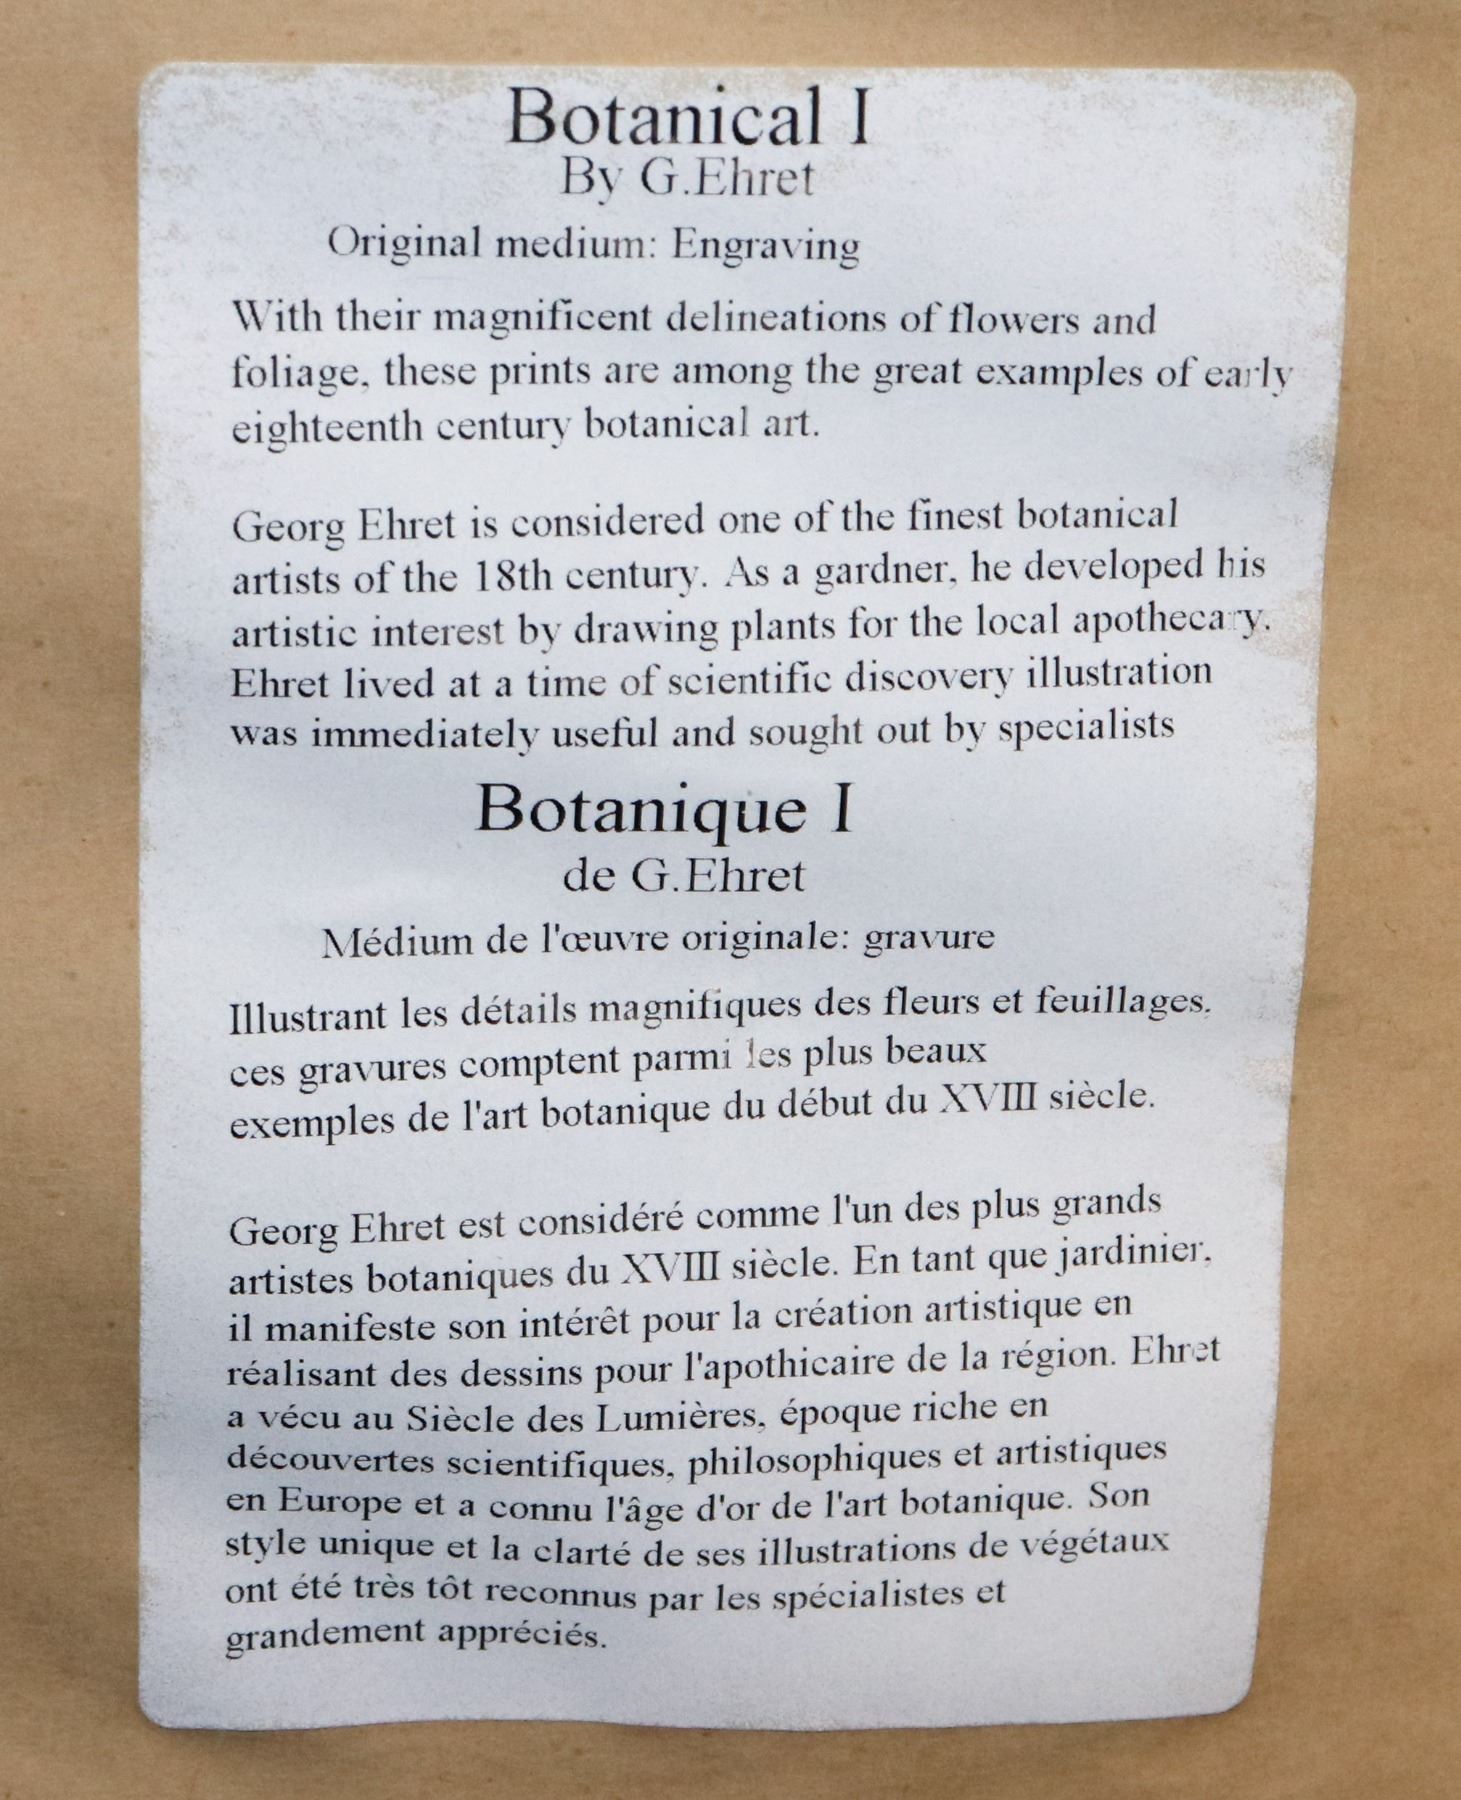 Botanical I
By G.Ehret
Original medium: Engraving
With their magnificent delineations of flowers and
foliage, these prints are among the great examples of early
eighteenth century botanical art.
Georg Ehret is considered one of the finest botanical
artists of the 18th century. As a gardner, he developed his
artistic interest by drawing plants for the local apothecary.
Ehret lived at a time of scientific discovery illustration
was immediately useful and sought out by specialists
Botanique I
de G.Ehret
Médium de l'œuvre originale: gravure
Illustrant les détails magnifiques des fleurs et feuillages,
ces gravures comptent parmi les plus beaux
exemples de l'art botanique du début du XVIII siècle.
Georg Ehret est considéré comme l'un des plus grands
artistes botaniques du XVIII siècle. En tant que jardinier,
il manifeste son intérêt pour la création artistique en
réalisant des dessins pour l'apothicaire de la région. Ehret
a vécu au Siècle des Lumières, époque riche en
découvertes scientifiques, philosophiques et artistiques
en Europe et a connu l'âge d'or de l'art botanique. Son
style unique et la clarté de ses illustrations de végétaux
ont été très tôt reconnus par les spécialistes et
grandement appréciés.